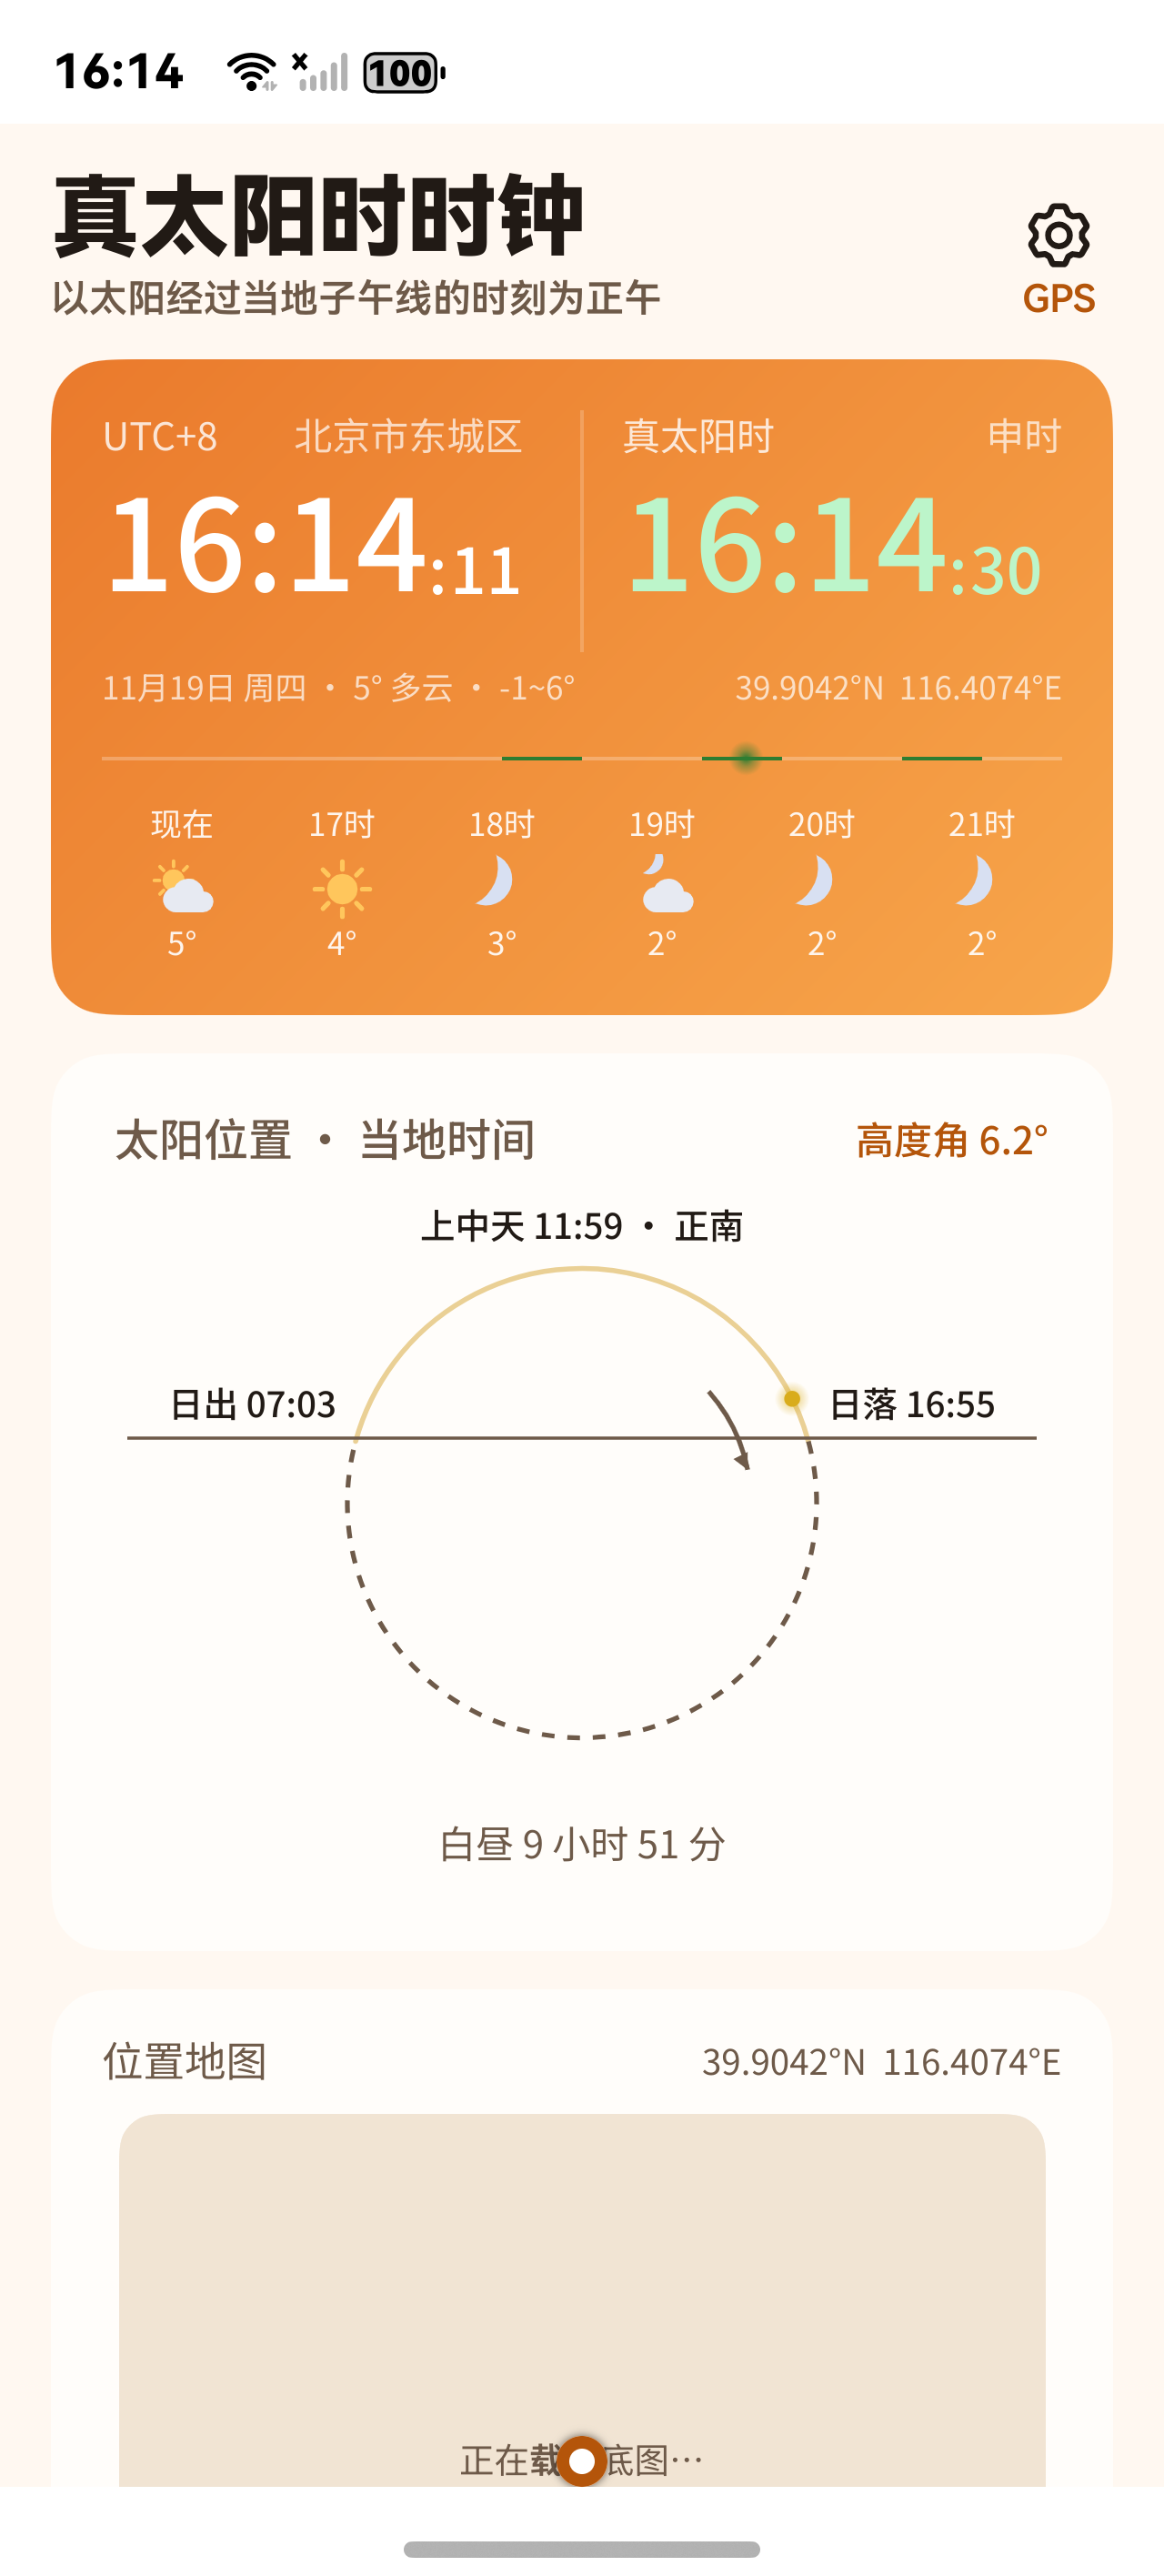 16:14 100
真太阳时时钟
以太阳经过当地子午线的时刻为正午
GPS
UTC+8 北京市东城区
16:14:11
真太阳时 申时
16:14:30
11月19日 周四 · 5° 多云 · -1~6° 39.9042°N 116.4074°E
现在 17时 18时 19时 20时 21时
5° 4° 3° 2° 2° 2°
太阳位置 · 当地时间 高度角 6.2°
上中天 11:59 · 正南
日出 07:03 日落 16:55
白昼 9 小时 51 分
位置地图 39.9042°N 116.4074°E
正在载底图…